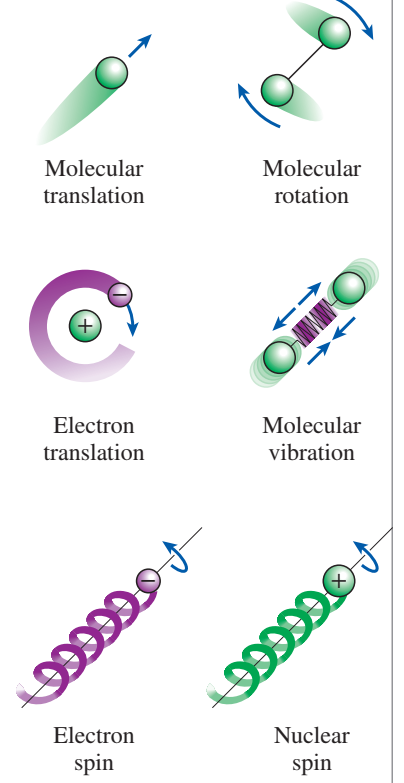 Molecular
translation
Molecular
rotation
−
+
Electron
translation
Molecular
vibration
−
+
Electron
spin
Nuclear
spin